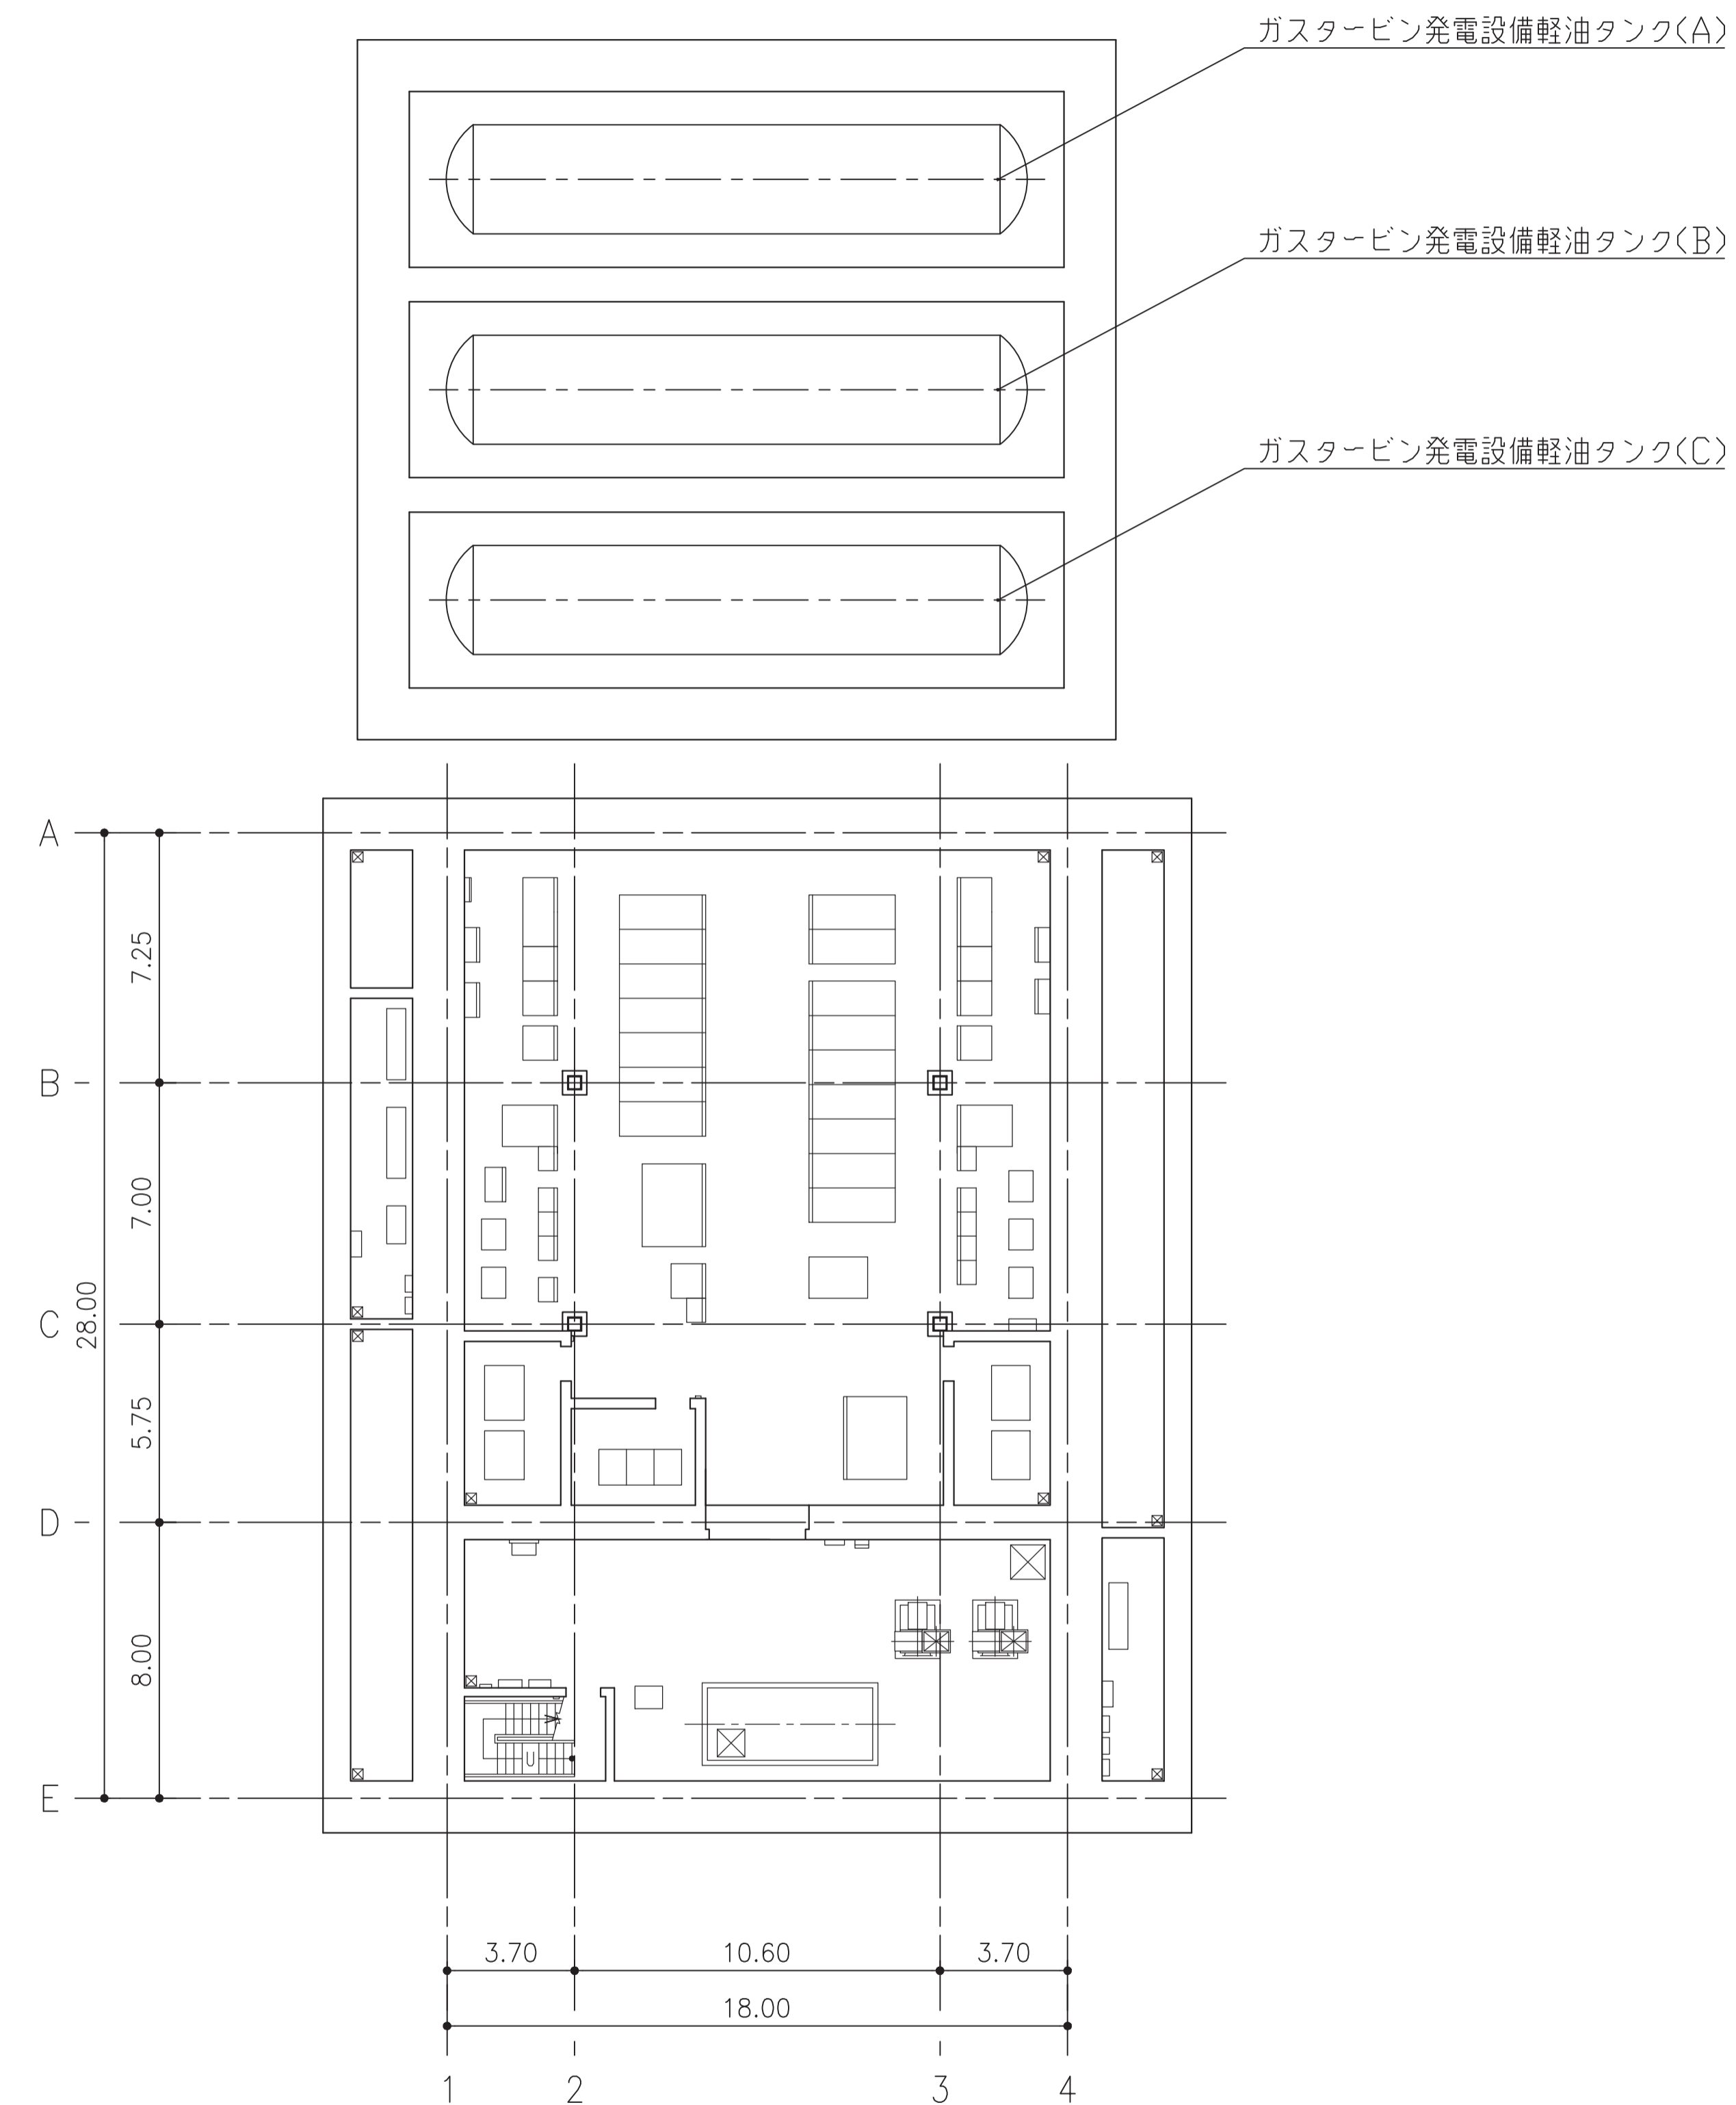 ガスタービン発電設備軽油タンク(A)
ガスタービン発電設備軽油タンク(B)
ガスタービン発電設備軽油タンク(C)
A
7.25
B
7.00
C
28.00
5.75
D
8.00
U
E
3.70
10.60
3.70
18.00
1
2
3
4